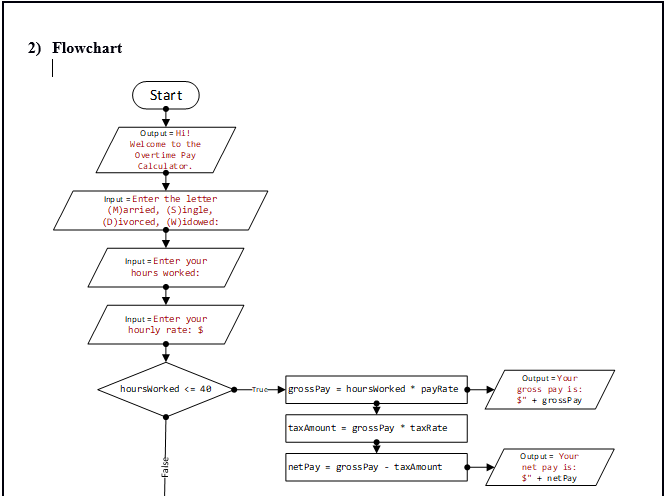 2) Flowchart
Start
Output = Hi!
Welcome to the
Overtime Pay
Calculator.
Input = Enter the letter
(M)arried, (S)ingle,
(D)ivorced, (W)idowed:
Input = Enter your
hours worked:
Input = Enter your
hourly rate: $
hoursWorked <= 40
True
grossPay = hoursWorked * payRate
Output = Your
gross pay is:
$" + grossPay
taxAmount = grossPay * taxRate
netPay = grossPay - taxAmount
Output = Your
net pay is:
$" + netPay
False